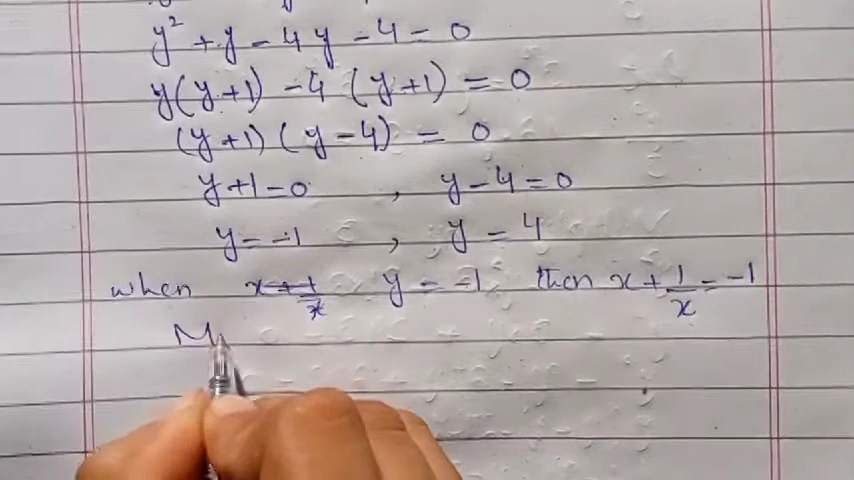 y² + y - 4y - 4 = 0
y(y+1) - 4 (y+1) = 0
(y+1) (y-4) = 0
y+1-0 , y-4=0
y=-1 , y=4
when x+1/x y=-1 then x+1/x=-1
M